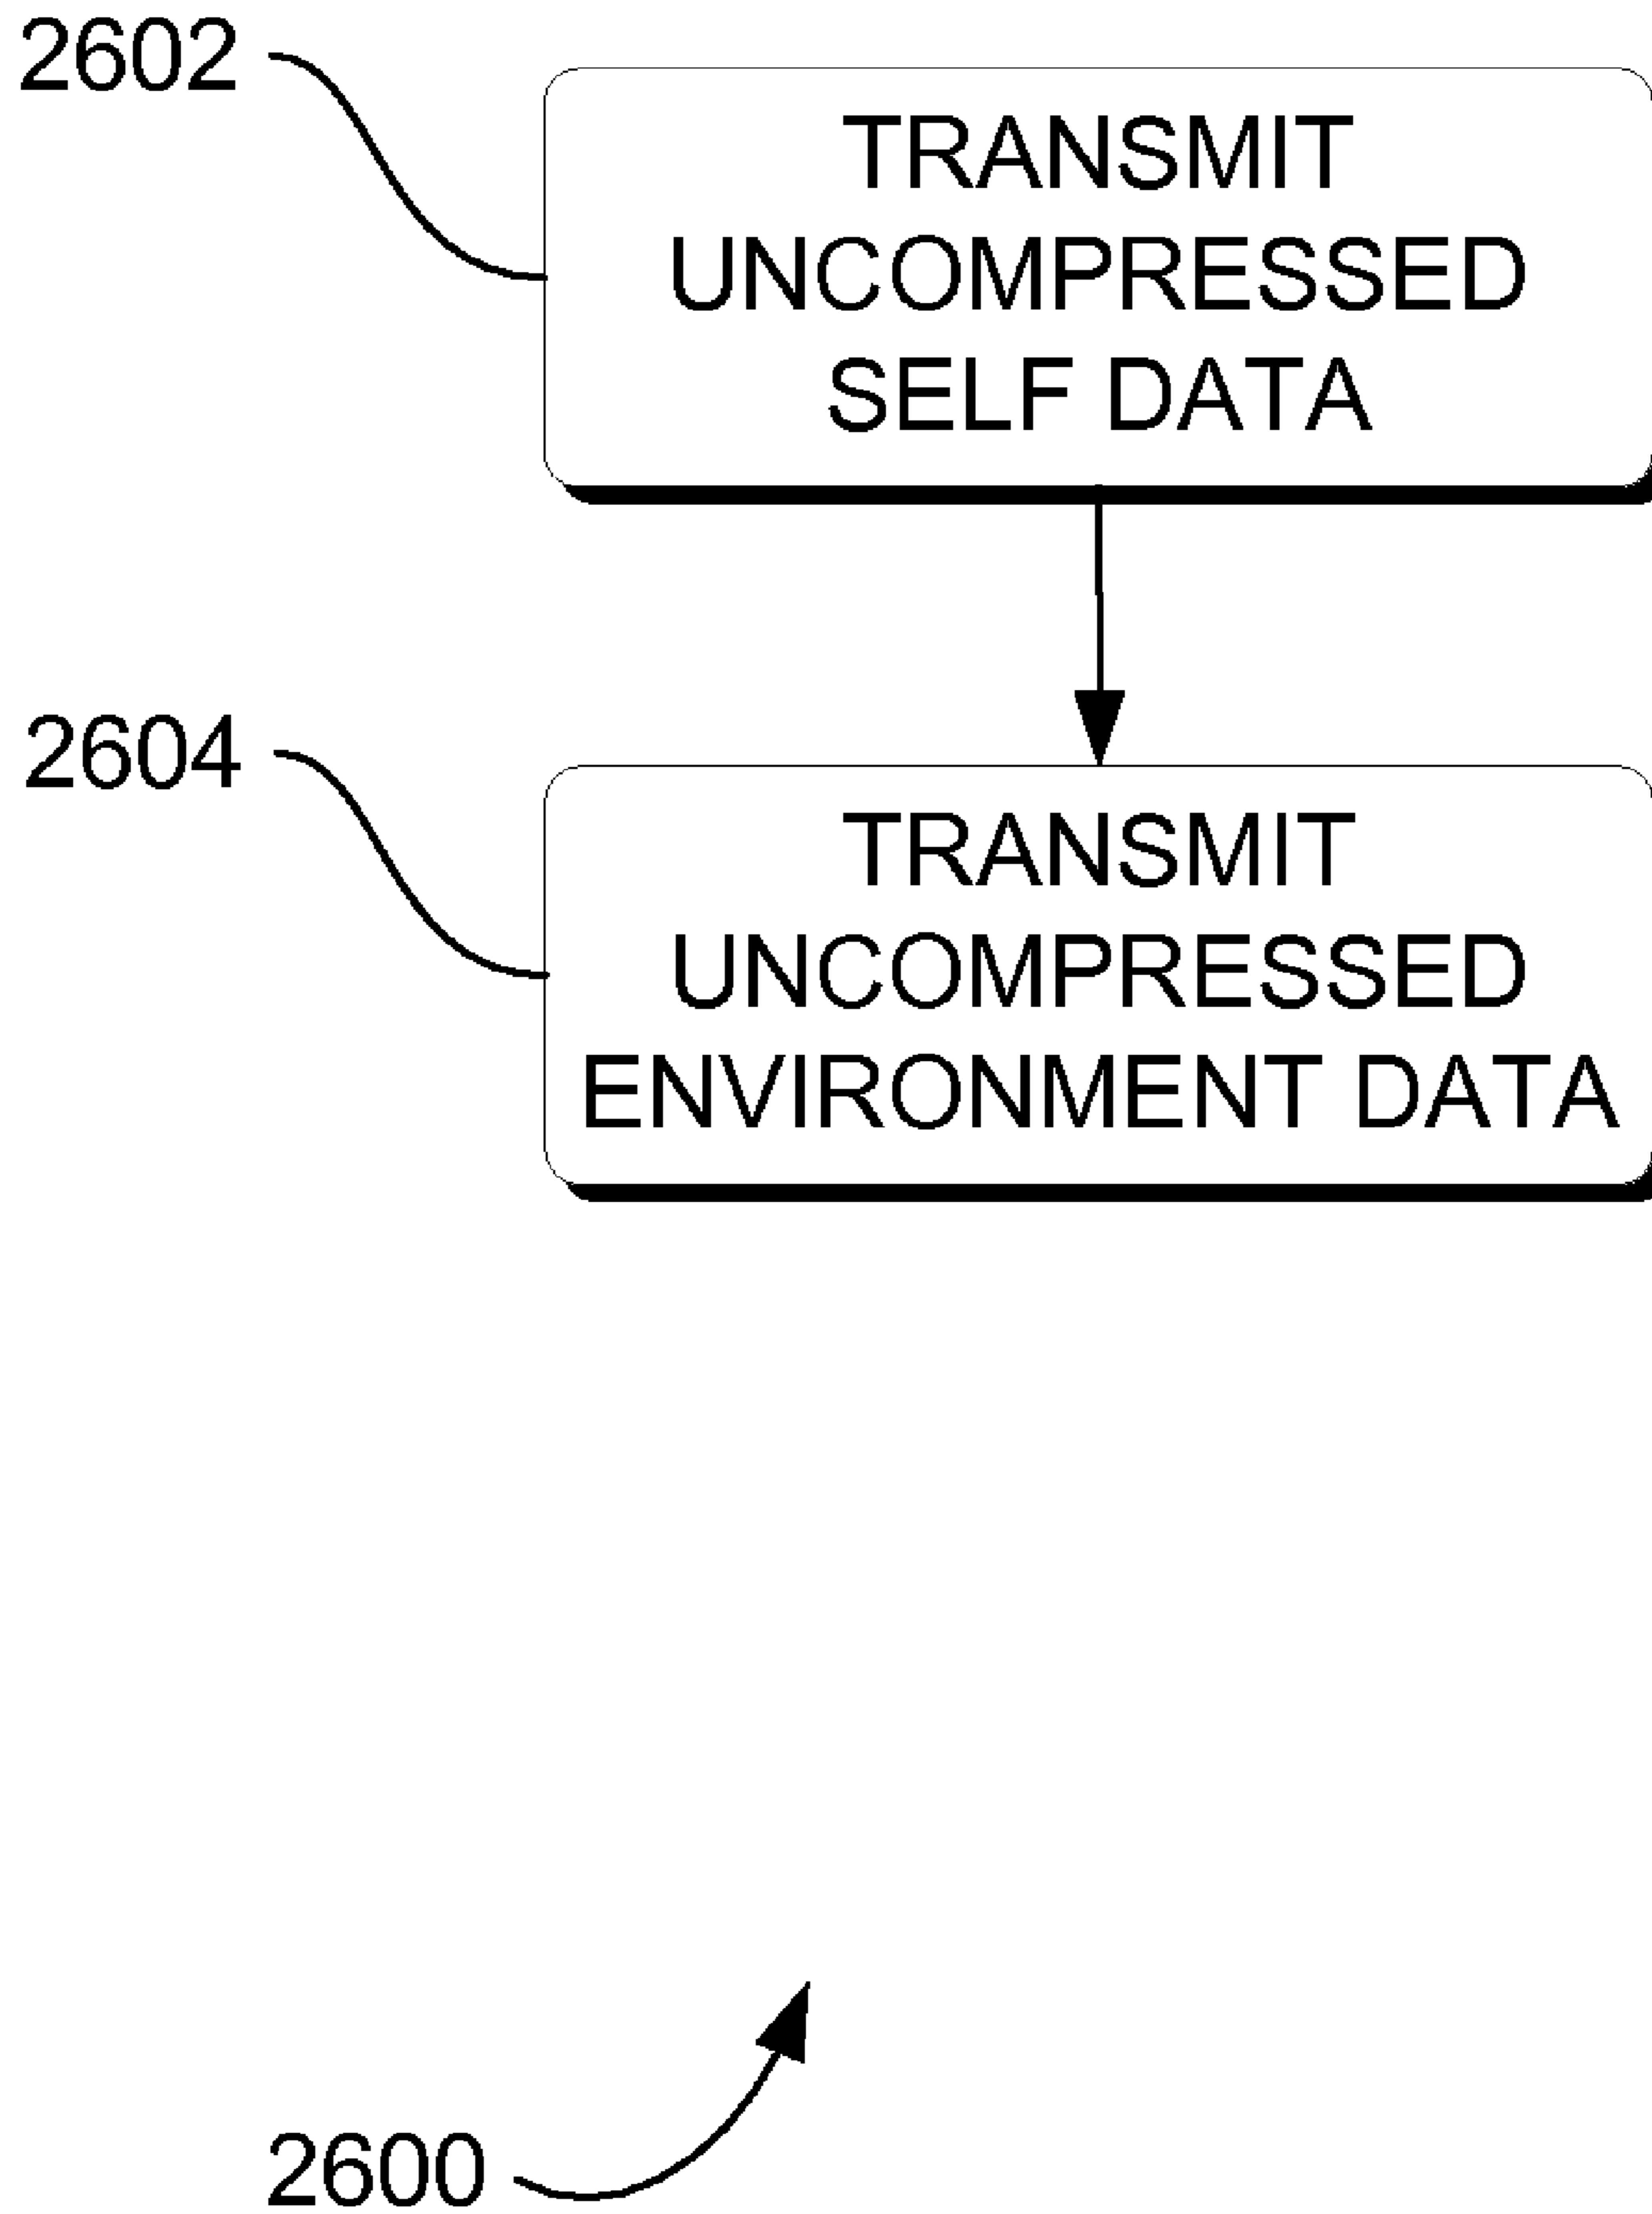 2602
TRANSMIT
UNCOMPRESSED
SELF DATA
2604
TRANSMIT
UNCOMPRESSED
ENVIRONMENT DATA
2600